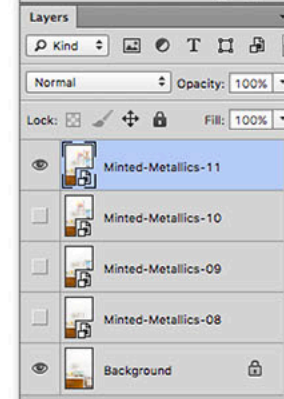 Layers
Kind
Normal Opacity: 100%
Lock: Fill: 100%
Minted-Metallics-11
Minted-Metallics-10
Minted-Metallics-09
Minted-Metallics-08
Background